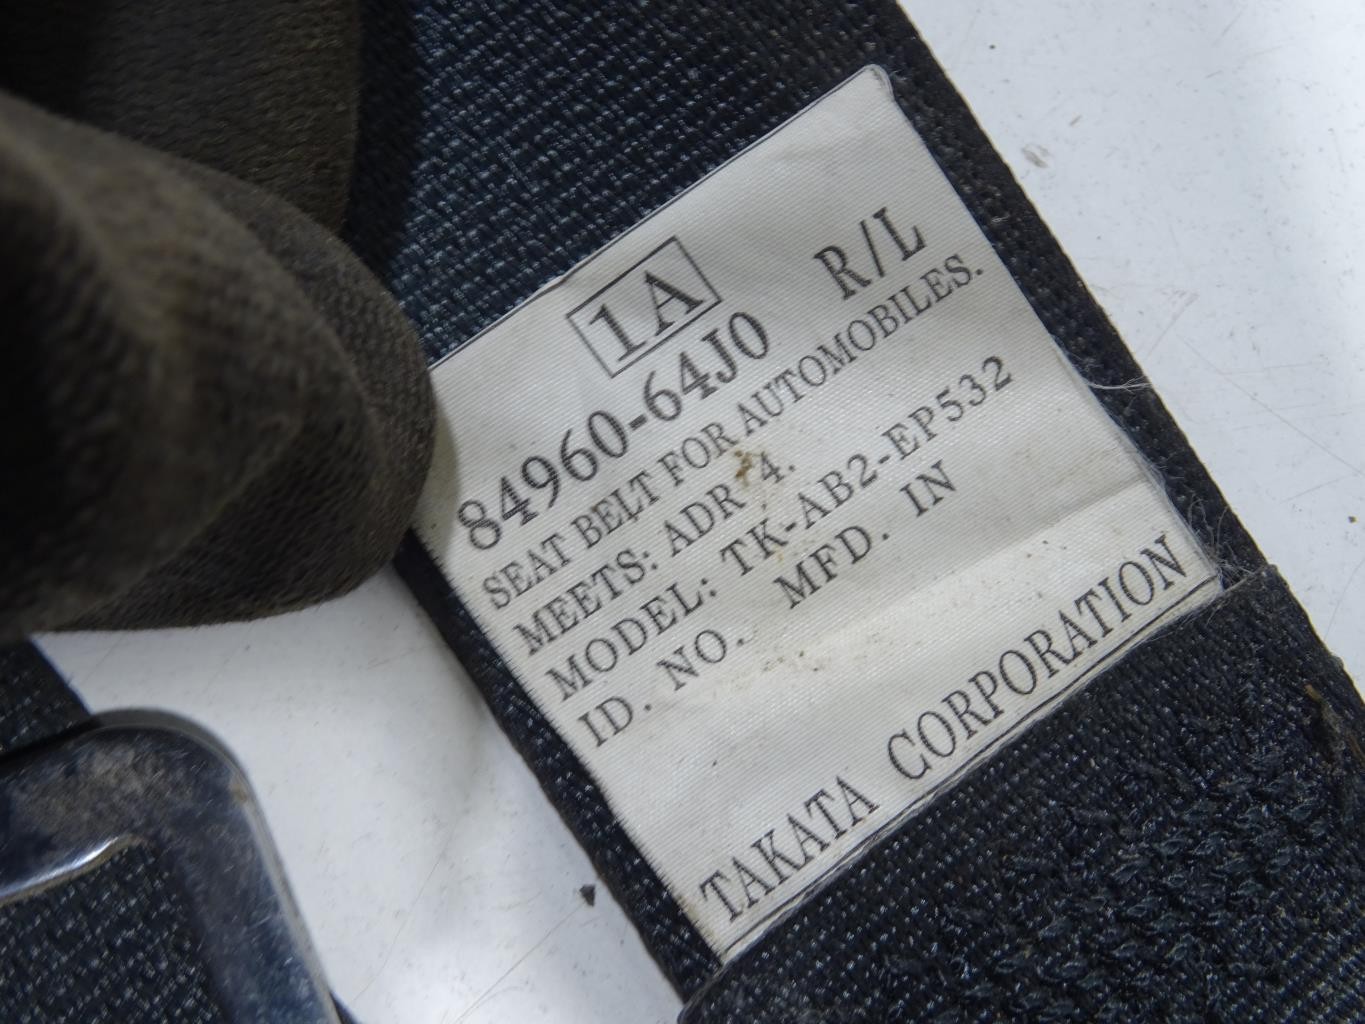 1A
84960-64J0 R/L
SEAT BELT FOR AUTOMOBILES.
MEETS: ADR 4.
MODEL: TK-AB2-EP532
ID. NO. MFD. IN
TAKATA CORPORATION